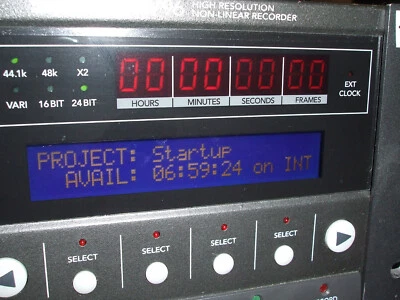 HIGH RESOLUTION
NON-LINEAR RECORDER
44.1k 48k X2
VARI 16 BIT 24 BIT
00 00 00 00
HOURS MINUTES SECONDS FRAMES
EXT
CLOCK
PROJECT: Startup
AVAIL: 06:59:24 on INT
SELECT SELECT SELECT SELECT